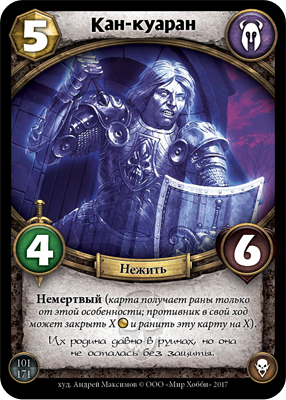 5
Кан-куаран
4
6
Нежить
Немертвый (карта получает раны только
от этой особенности; противник в свой ход
может закрыть X и ранить эту карту на X).
Их родина давно в руинах, но она
не осталась без защиты.
101
171
худ. Андрей Максимов © ООО «Мир Хобби» 2017